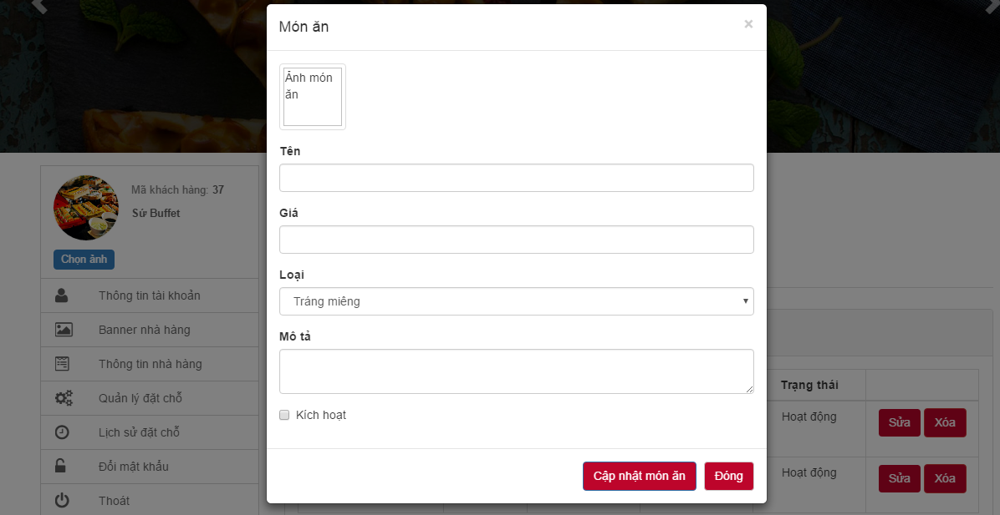 Món ăn
×
Ảnh món
ăn
Tên
Giá
Loại
Tráng miêng
Mô tả
Kích hoạt
Cập nhật món ăn
Đóng
Mã khách hàng: 37
Sứ Buffet
Chọn ảnh
Thông tin tài khoản
Banner nhà hàng
Thông tin nhà hàng
Quản lý đặt chỗ
Lịch sử đặt chỗ
Đổi mật khẩu
Thoát
Trạng thái
Hoạt động
Sửa
Xóa
Hoạt động
Sửa
Xóa